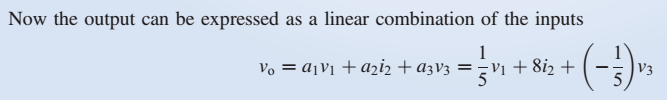 Now the output can be expressed as a linear combination of the inputs
vₒ = a₁v₁ + a₂i₂ + a₃v₃ = 1/5 v₁ + 8i₂ + (−1/5) v₃